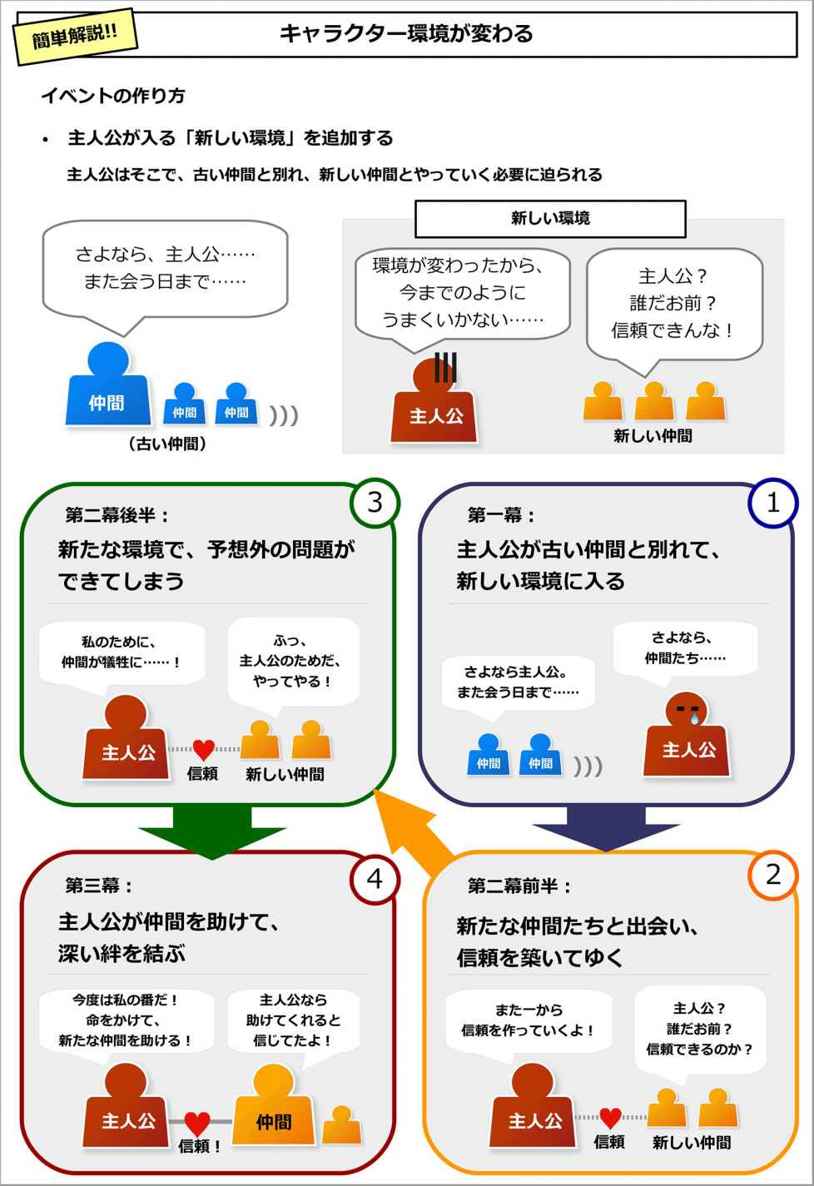 簡単解説!!
キャラクター環境が変わる
イベントの作り方
• 主人公が入る「新しい環境」を追加する
主人公はそこで、古い仲間と別れ、新しい仲間とやっていく必要に迫られる
さよなら、主人公……
また会う日まで……
仲間
仲間
仲間
（古い仲間）
新しい環境
環境が変わったから、
今までのように
うまくいかない……
主人公？
誰だお前？
信頼できんな！
主人公
新しい仲間
1
第一幕：
主人公が古い仲間と別れて、
新しい環境に入る
さよなら、
仲間たち……
さよなら主人公。
また会う日まで……
仲間
仲間
主人公
2
第二幕前半：
新たな仲間たちと出会い、
信頼を築いてゆく
また一から
信頼を作っていくよ！
主人公？
誰だお前？
信頼できるのか？
主人公
信頼
新しい仲間
3
第二幕後半：
新たな環境で、予想外の問題が
できてしまう
私のために、
仲間が犠牲に……！
ふっ、
主人公のためだ、
やってやる！
主人公
信頼
新しい仲間
4
第三幕：
主人公が仲間を助けて、
深い絆を結ぶ
今度は私の番だ！
命をかけて、
新たな仲間を助ける！
主人公なら
助けてくれると
信じてたよ！
主人公
仲間
信頼！